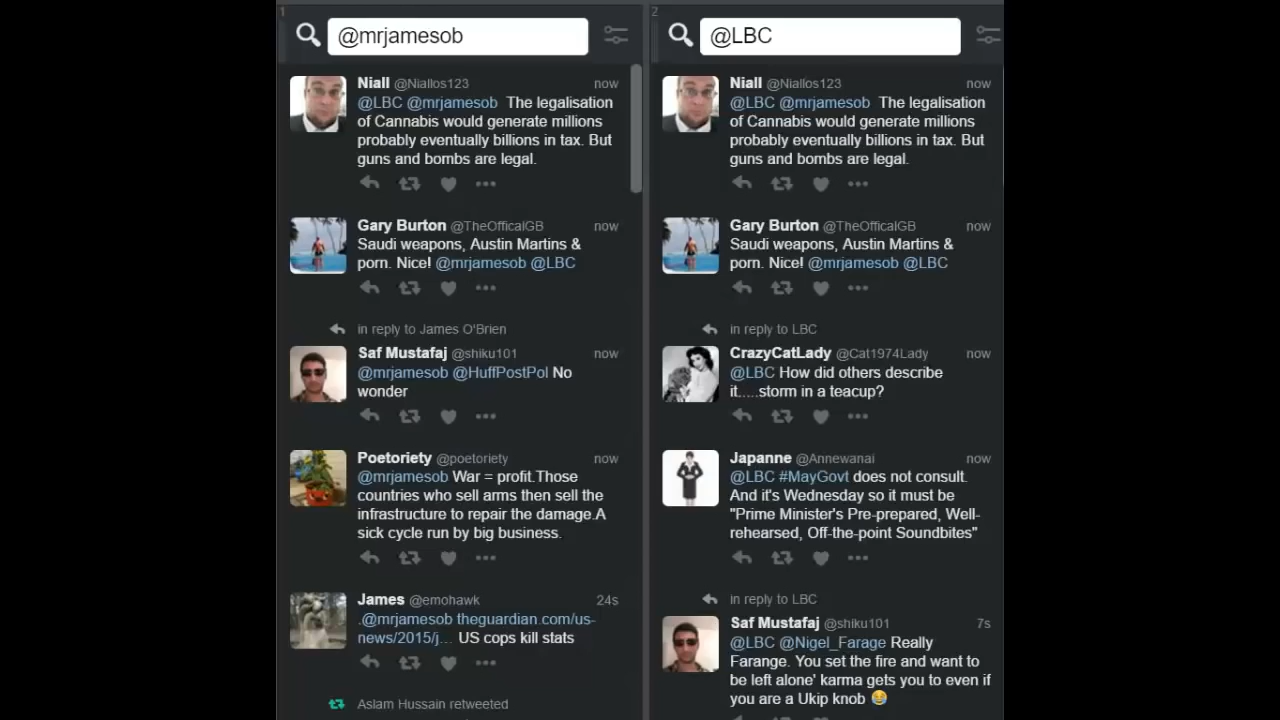 1
@mrjamesob
Niall @Niallos123 now
@LBC @mrjamesob The legalisation
of Cannabis would generate millions
probably eventually billions in tax. But
guns and bombs are legal.
Gary Burton @TheOfficalGB now
Saudi weapons, Austin Martins &
porn. Nice! @mrjamesob @LBC
in reply to James O'Brien
Saf Mustafaj @shiku101 now
@mrjamesob @HuffPostPol No
wonder
Poetoriety @poetoriety now
@mrjamesob War = profit.Those
countries who sell arms then sell the
infrastructure to repair the damage.A
sick cycle run by big business.
James @emohawk 24s
.@mrjamesob theguardian.com/us-
news/2015/j... US cops kill stats
Aslam Hussain retweeted
2
@LBC
Niall @Niallos123 now
@LBC @mrjamesob The legalisation
of Cannabis would generate millions
probably eventually billions in tax. But
guns and bombs are legal.
Gary Burton @TheOfficalGB now
Saudi weapons, Austin Martins &
porn. Nice! @mrjamesob @LBC
in reply to LBC
CrazyCatLady @Cat1974Lady now
@LBC How did others describe
it.....storm in a teacup?
Japanne @Annewanai now
@LBC #MayGovt does not consult.
And it's Wednesday so it must be
"Prime Minister's Pre-prepared, Well-
rehearsed, Off-the-point Soundbites"
in reply to LBC
Saf Mustafaj @shiku101 7s
@LBC @Nigel_Farage Really
Farange. You set the fire and want to
be left alone' karma gets you to even if
you are a Ukip knob 😂